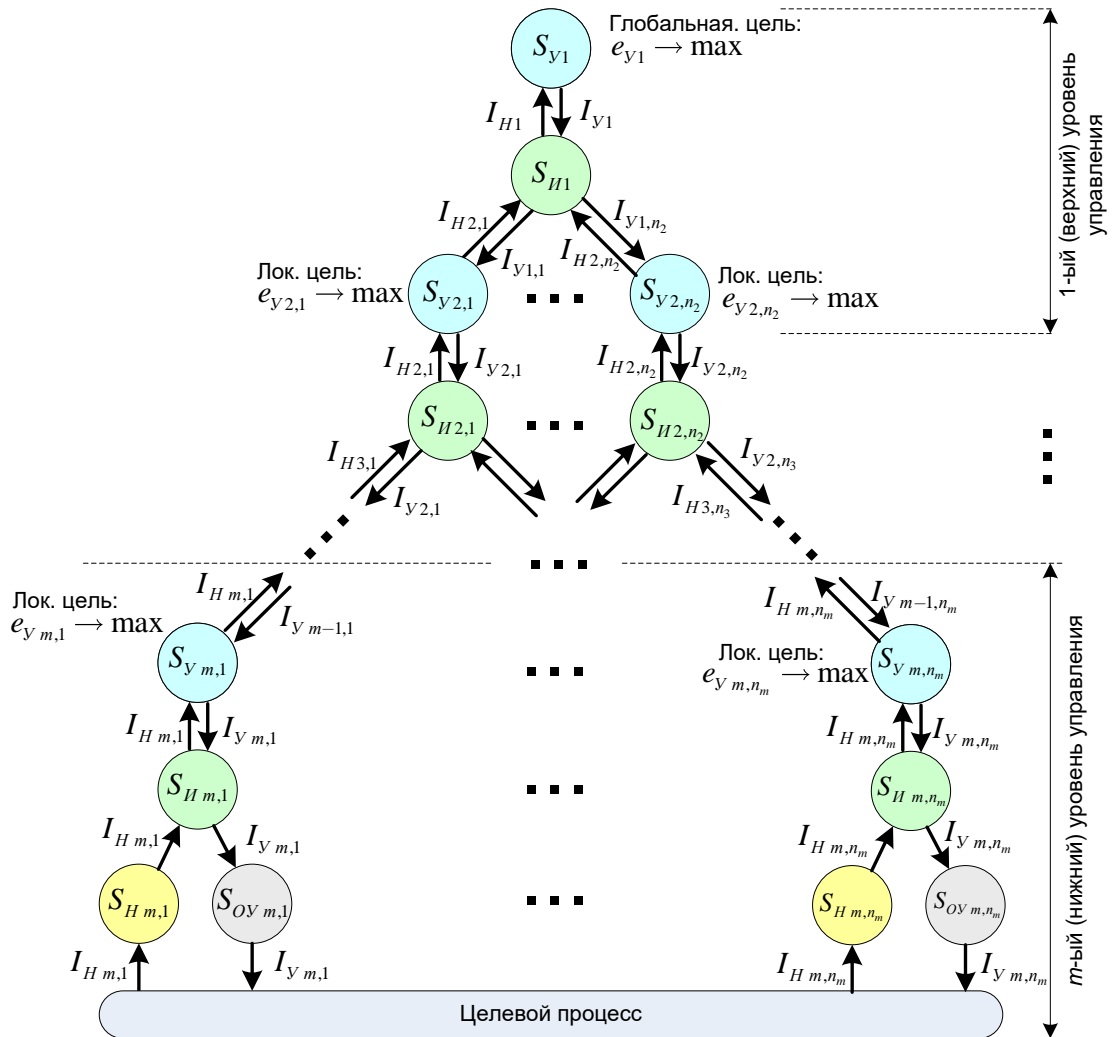 Глобальная. цель:
e_{У1} → max
S_{У1}
I_{Н1}
I_{У1}
S_{И1}
I_{Н2,1}
I_{У1,n_2}
I_{У1,1}
I_{Н2,n_2}
1-ый (верхний) уровень
управления
Лок. цель:
e_{У2,1} → max
S_{У2,1}
S_{У2,n_2}
Лок. цель:
e_{У2,n_2} → max
I_{Н2,1}
I_{У2,1}
I_{Н2,n_2}
I_{У2,n_2}
S_{И2,1}
S_{И2,n_2}
I_{Н3,1}
I_{У2,1}
I_{У2,n_3}
I_{Н3,n_3}
I_{Н m,1}
I_{У m−1,1}
I_{Н m,n_m}
I_{У m−1,n_m}
Лок. цель:
e_{У m,1} → max
S_{У m,1}
Лок. цель:
e_{У m,n_m} → max
S_{У m,n_m}
I_{Н m,1}
I_{У m,1}
I_{Н m,n_m}
I_{У m,n_m}
S_{И m,1}
S_{И m,n_m}
I_{Н m,1}
I_{У m,1}
I_{Н m,n_m}
I_{У m,n_m}
S_{Н m,1}
S_{ОУ m,1}
S_{Н m,n_m}
S_{ОУ m,n_m}
I_{Н m,1}
I_{У m,1}
I_{Н m,n_m}
I_{У m,n_m}
m-ый (нижний) уровень управления
Целевой процесс